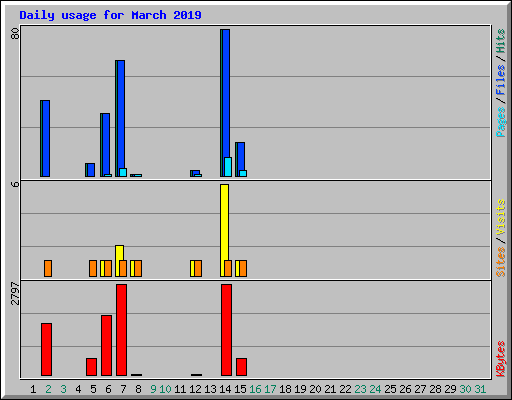 Daily usage for March 2019
80
Pages / Files / Hits
6
Sites / Visits
2797
KBytes
1 2 3 4 5 6 7 8 9 10 11 12 13 14 15 16 17 18 19 20 21 22 23 24 25 26 27 28 29 30 31